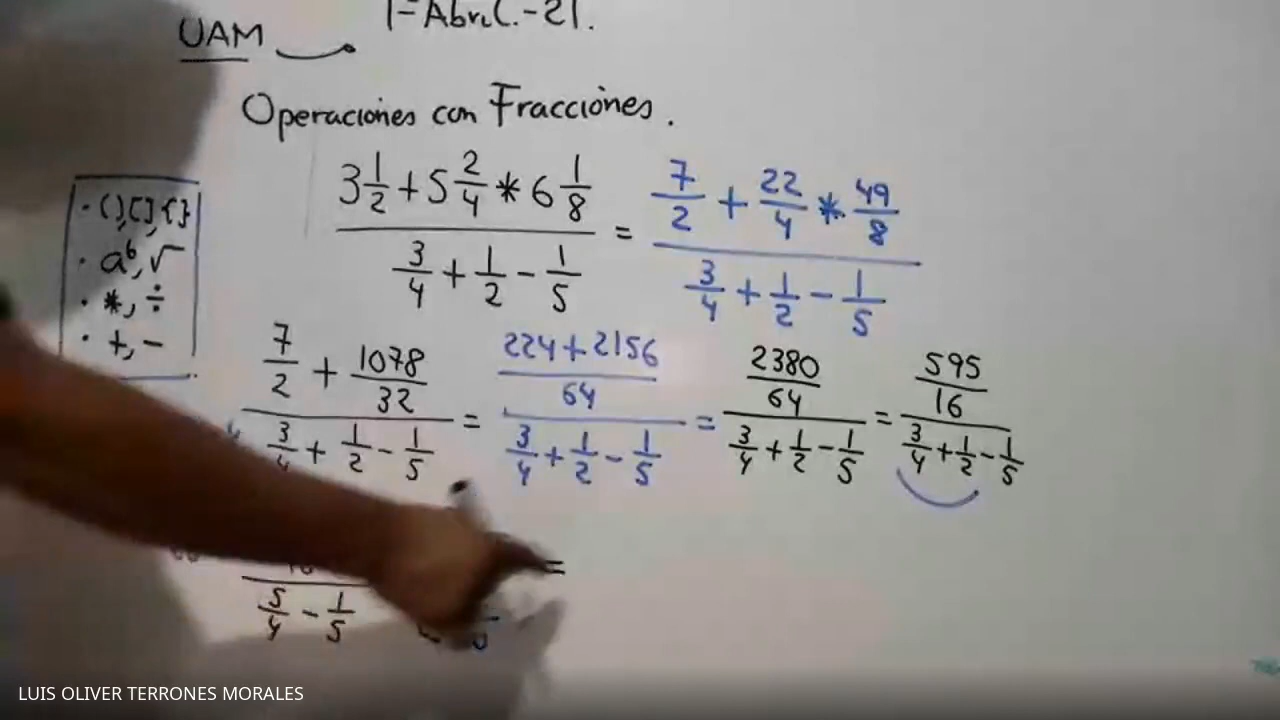 UAM
1-Abril.-21.
Operaciones con Fracciones.
· (),[],{}
· a^b, √
· *, ÷
· +, -
(3 1/2 + 5 2/4 * 6 1/8) / (3/4 + 1/2 - 1/5) = (7/2 + 22/4 * 49/8) / (3/4 + 1/2 - 1/5)
(7/2 + 1078/32) / (3/4 + 1/2 - 1/5) = ((224+2156)/64) / (3/4 + 1/2 - 1/5) = (2380/64) / (3/4 + 1/2 - 1/5) = (595/16) / (3/4 + 1/2 - 1/5)
5/4 - 1/5 =
LUIS OLIVER TERRONES MORALES